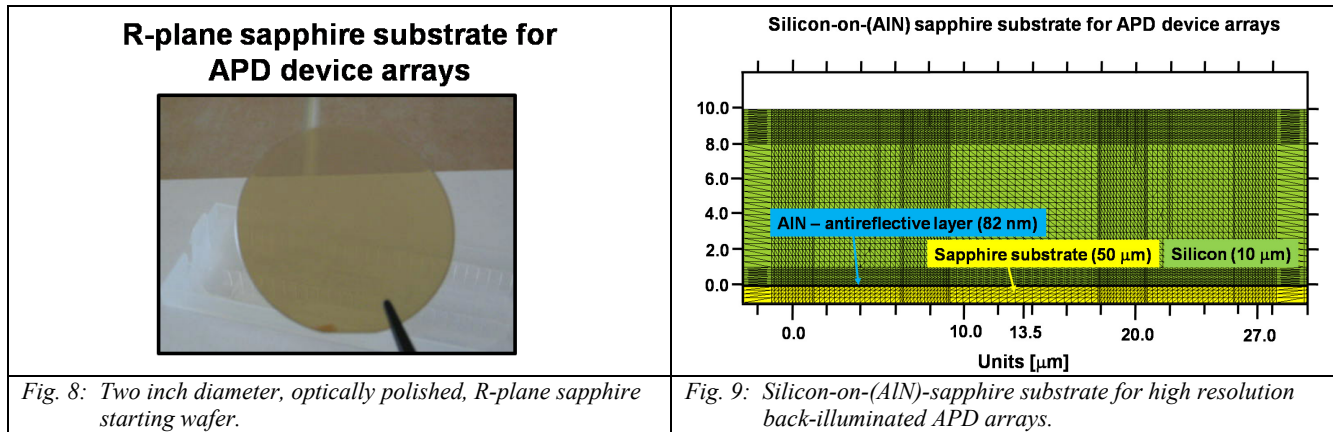 R-plane sapphire substrate for
APD device arrays
Fig. 8: Two inch diameter, optically polished, R-plane sapphire
starting wafer.
Silicon-on-(AlN) sapphire substrate for APD device arrays
10.0
8.0
6.0
4.0
2.0
0.0
AlN – antireflective layer (82 nm)
Sapphire substrate (50 μm)
Silicon (10 μm)
0.0 10.0 13.5 20.0 27.0
Units [μm]
Fig. 9: Silicon-on-(AlN)-sapphire substrate for high resolution
back-illuminated APD arrays.